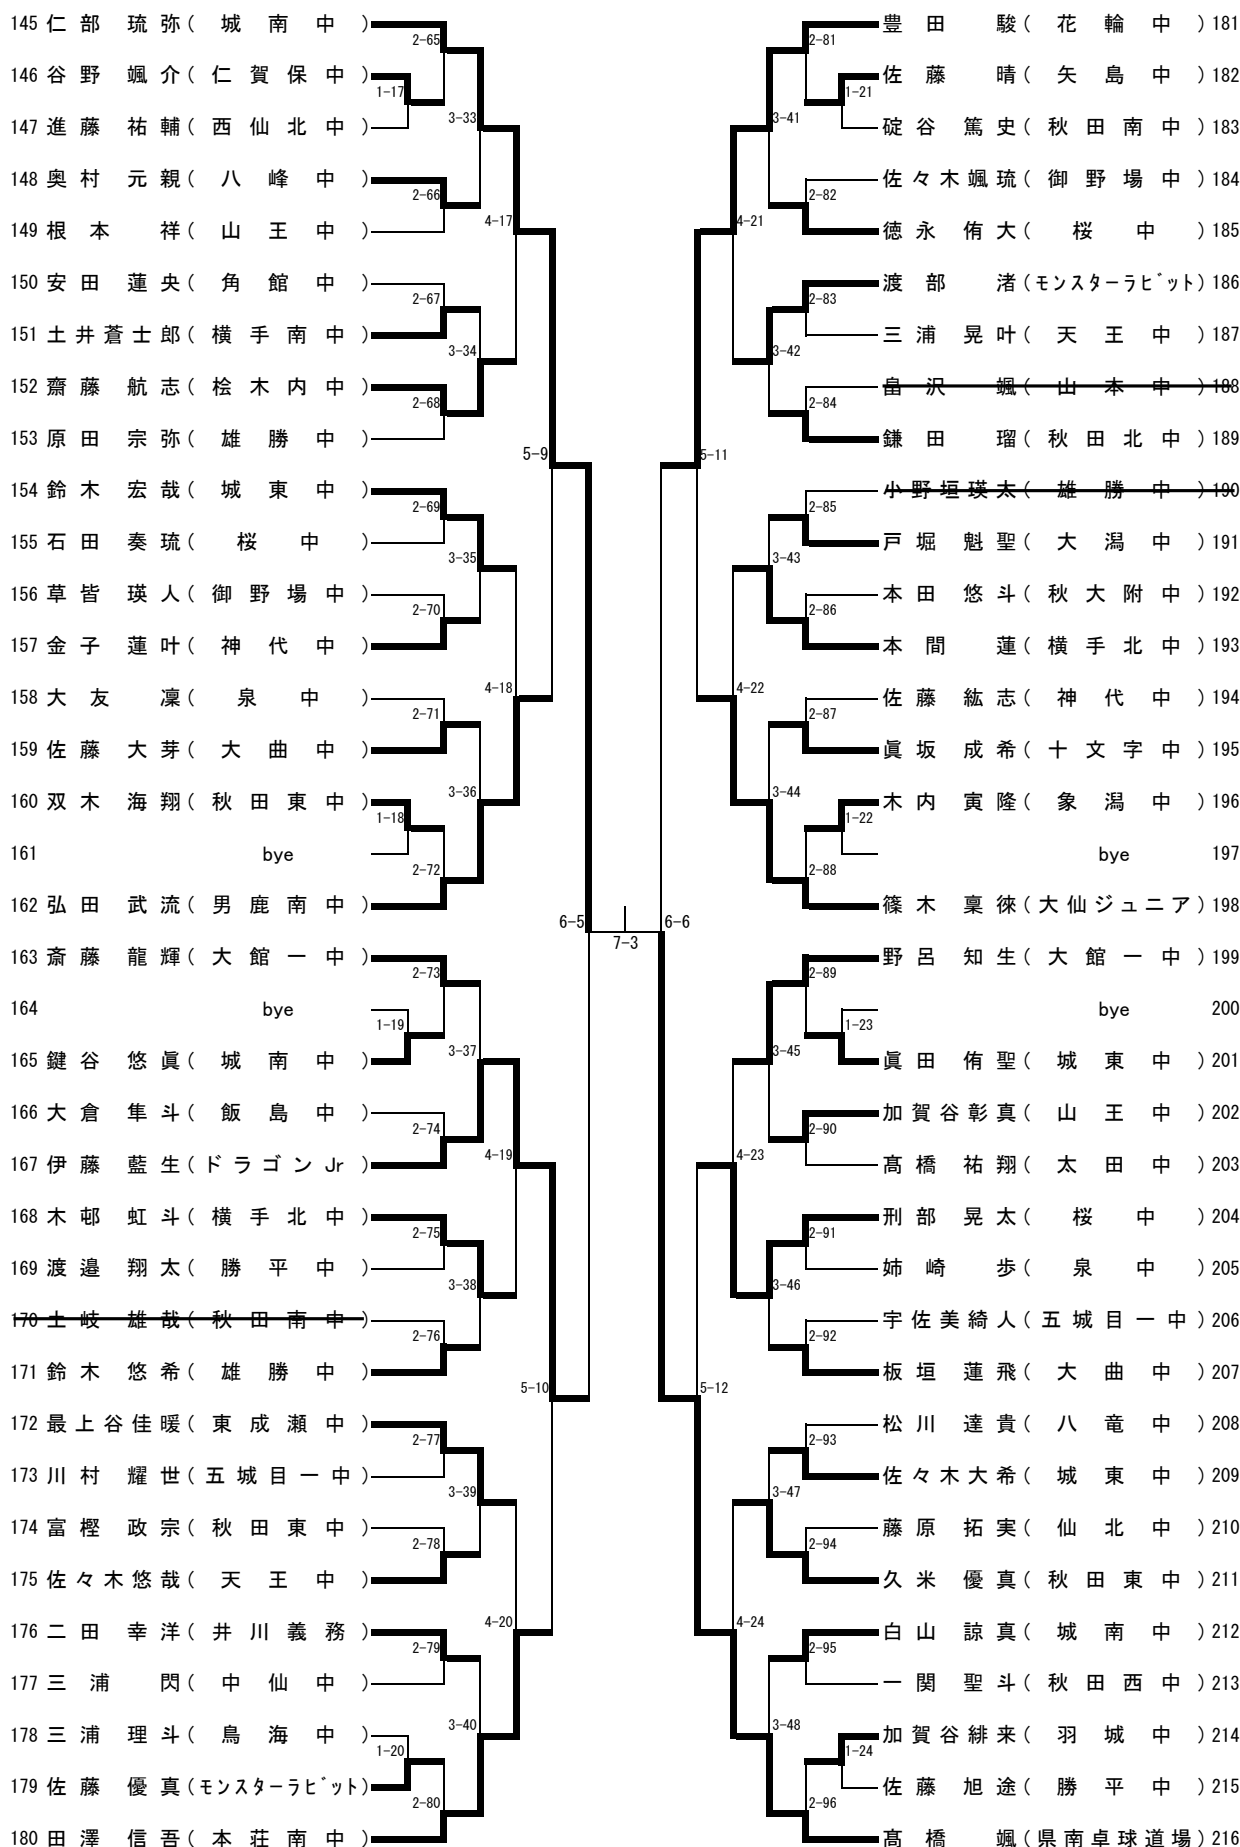 145 仁部 琉弥 ( 城南中 )
2-65
146 谷野 颯介 ( 仁賀保中 )
1-17
147 進藤 祐輔 ( 西仙北中 )
3-33
148 奥村 元親 ( 八峰中 )
2-66
149 根本 祥 ( 山王中 )
4-17
150 安田 蓮央 ( 角館中 )
2-67
151 土井蒼士郎 ( 横手南中 )
3-34
152 齋藤 航志 ( 桧木内中 )
2-68
153 原田 宗弥 ( 雄勝中 )
5-9
154 鈴木 宏哉 ( 城東中 )
2-69
155 石田 奏琉 ( 桜中 )
3-35
156 草皆 瑛人 ( 御野場中 )
2-70
157 金子 蓮叶 ( 神代中 )
4-18
158 大友 凜 ( 泉中 )
2-71
159 佐藤 大芽 ( 大曲中 )
3-36
160 双木 海翔 ( 秋田東中 )
1-18
161 bye
2-72
162 弘田 武流 ( 男鹿南中 )
6-5
163 斎藤 龍輝 ( 大館一中 )
2-73
164 bye
1-19
165 鍵谷 悠眞 ( 城南中 )
3-37
166 大倉 隼斗 ( 飯島中 )
2-74
167 伊藤 藍生 ( ドラゴンJr )
4-19
168 木邨 虹斗 ( 横手北中 )
2-75
169 渡邉 翔太 ( 勝平中 )
3-38
170 土岐 雄哉 ( 秋田南中 )
2-76
171 鈴木 悠希 ( 雄勝中 )
5-10
172 最上谷佳暖 ( 東成瀬中 )
2-77
173 川村 耀世 ( 五城目一中 )
3-39
174 富樫 政宗 ( 秋田東中 )
2-78
175 佐々木悠哉 ( 天王中 )
4-20
176 二田 幸洋 ( 井川義務 )
2-79
177 三浦 閃 ( 中仙中 )
3-40
178 三浦 理斗 ( 鳥海中 )
1-20
179 佐藤 優真 ( モンスターラビット )
2-80
180 田澤 信吾 ( 本荘南中 )
7-3
豊田 駿 ( 花輪中 ) 181
2-81
佐藤 晴 ( 矢島中 ) 182
1-21
碇谷 篤史 ( 秋田南中 ) 183
3-41
佐々木颯琉 ( 御野場中 ) 184
2-82
徳永 侑大 ( 桜中 ) 185
4-21
渡部 渚 ( モンスターラビット ) 186
2-83
三浦 晃叶 ( 天王中 ) 187
3-42
畠沢 颯 ( 山本中 ) 188
2-84
鎌田 瑠 ( 秋田北中 ) 189
5-11
小野垣瑛太 ( 雄勝中 ) 190
2-85
戸堀 魁聖 ( 大潟中 ) 191
3-43
本田 悠斗 ( 秋大附中 ) 192
2-86
本間 蓮 ( 横手北中 ) 193
4-22
佐藤 紘志 ( 神代中 ) 194
2-87
眞坂 成希 ( 十文字中 ) 195
3-44
木内 寅隆 ( 象潟中 ) 196
1-22
bye 197
2-88
篠木 稟徠 ( 大仙ジュニア ) 198
6-6
野呂 知生 ( 大館一中 ) 199
2-89
bye 200
1-23
眞田 侑聖 ( 城東中 ) 201
3-45
加賀谷彰真 ( 山王中 ) 202
2-90
髙橋 祐翔 ( 太田中 ) 203
4-23
刑部 晃太 ( 桜中 ) 204
2-91
姉崎 歩 ( 泉中 ) 205
3-46
宇佐美綺人 ( 五城目一中 ) 206
2-92
板垣 蓮飛 ( 大曲中 ) 207
5-12
松川 達貴 ( 八竜中 ) 208
2-93
佐々木大希 ( 城東中 ) 209
3-47
藤原 拓実 ( 仙北中 ) 210
2-94
久米 優真 ( 秋田東中 ) 211
4-24
白山 諒真 ( 城南中 ) 212
2-95
一関 聖斗 ( 秋田西中 ) 213
3-48
加賀谷緋来 ( 羽城中 ) 214
1-24
佐藤 旭途 ( 勝平中 ) 215
2-96
髙橋 颯 ( 県南卓球道場 ) 216